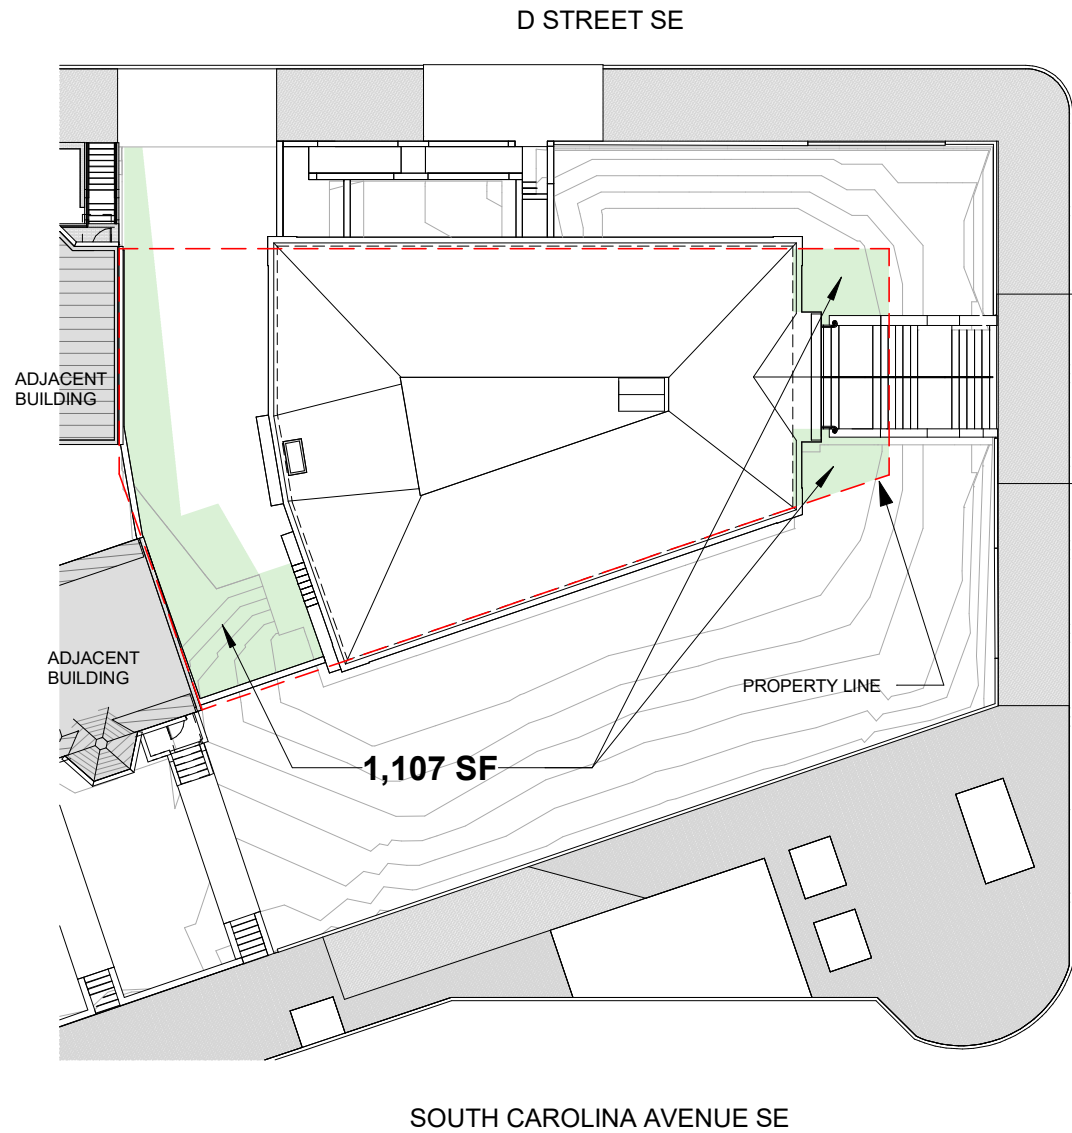 D STREET SE
ADJACENT
BUILDING
ADJACENT
BUILDING
PROPERTY LINE
1,107 SF
SOUTH CAROLINA AVENUE SE